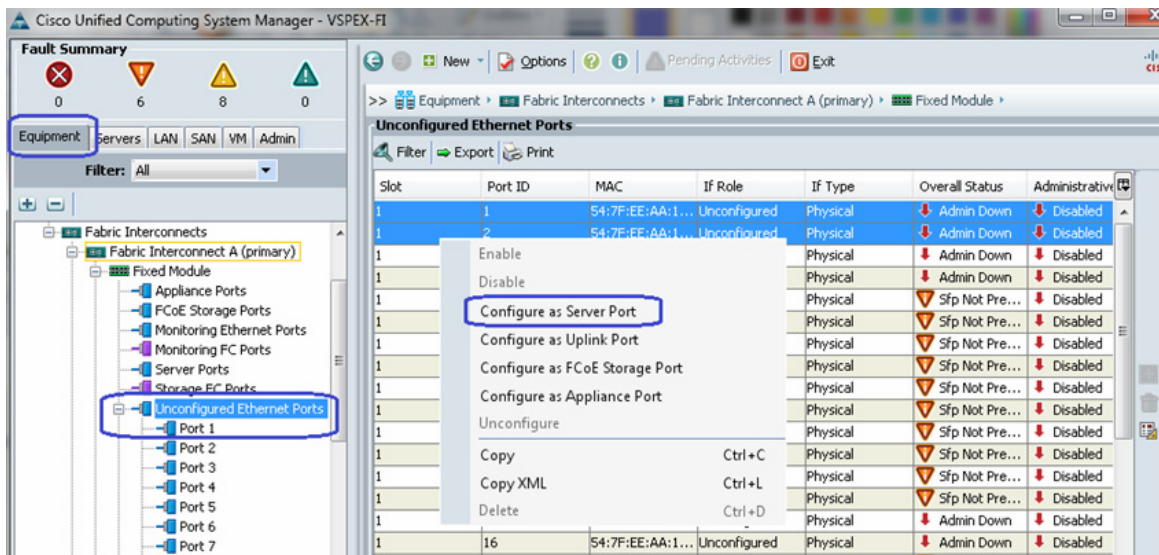 Cisco Unified Computing System Manager - VSPEX-FI
Fault Summary
0 6 8 0
Equipment Servers LAN SAN VM Admin
Filter: All
Fabric Interconnects
Fabric Interconnect A (primary)
Fixed Module
Appliance Ports
FCoE Storage Ports
Monitoring Ethernet Ports
Monitoring FC Ports
Server Ports
Storage FC Ports
Unconfigured Ethernet Ports
Port 1
Port 2
Port 3
Port 4
Port 5
Port 6
Port 7
New Options Pending Activities Exit
>> Equipment Fabric Interconnects Fabric Interconnect A (primary) Fixed Module
Unconfigured Ethernet Ports
Filter Export Print
Slot Port ID MAC If Role If Type Overall Status Administrative
1 1 54:7F:EE:AA:1... Unconfigured Physical Admin Down Disabled
1 2 54:7F:EE:AA:1... Unconfigured Physical Admin Down Disabled
1 Physical Admin Down Disabled
1 Physical Admin Down Disabled
1 Physical Sfp Not Pre... Disabled
1 Physical Sfp Not Pre... Disabled
1 Physical Sfp Not Pre... Disabled
1 Physical Sfp Not Pre... Disabled
1 Physical Sfp Not Pre... Disabled
1 Physical Sfp Not Pre... Disabled
1 Physical Sfp Not Pre... Disabled
1 Physical Sfp Not Pre... Disabled
1 Physical Sfp Not Pre... Disabled
1 Physical Sfp Not Pre... Disabled
1 Physical Admin Down Disabled
1 16 54:7F:EE:AA:1... Unconfigured Physical Admin Down Disabled
Enable
Disable
Configure as Server Port
Configure as Uplink Port
Configure as FCoE Storage Port
Configure as Appliance Port
Unconfigure
Copy Ctrl+C
Copy XML Ctrl+L
Delete Ctrl+D